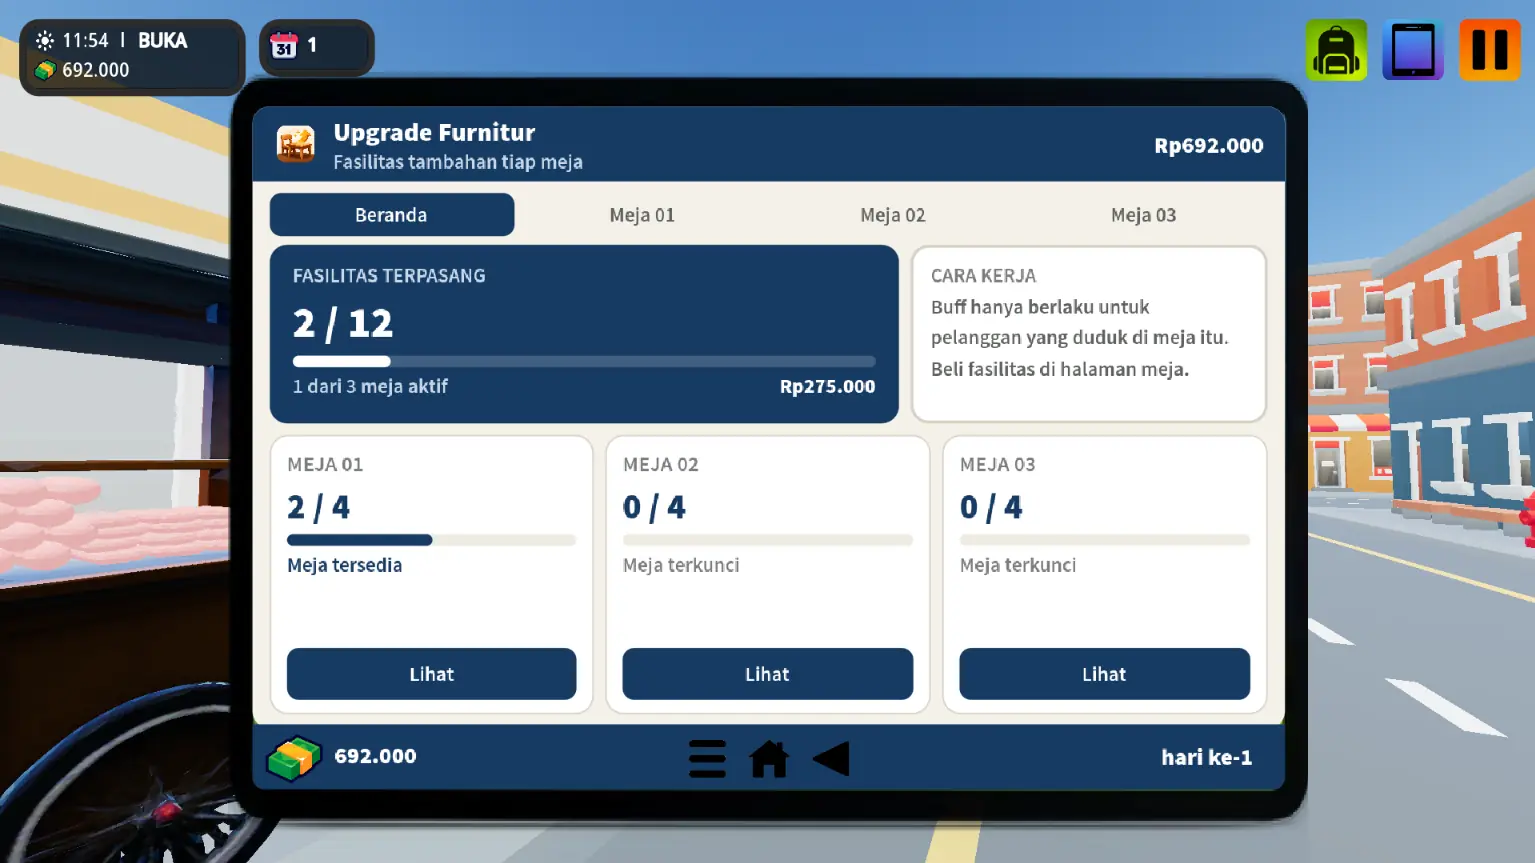 11:54 | BUKA
692.000
31
1
Upgrade Furnitur
Fasilitas tambahan tiap meja
Rp692.000
Beranda
Meja 01
Meja 02
Meja 03
FASILITAS TERPASANG
2 / 12
1 dari 3 meja aktif
Rp275.000
CARA KERJA
Buff hanya berlaku untuk
pelanggan yang duduk di meja itu.
Beli fasilitas di halaman meja.
MEJA 01
2 / 4
Meja tersedia
Lihat
MEJA 02
0 / 4
Meja terkunci
Lihat
MEJA 03
0 / 4
Meja terkunci
Lihat
692.000
hari ke-1